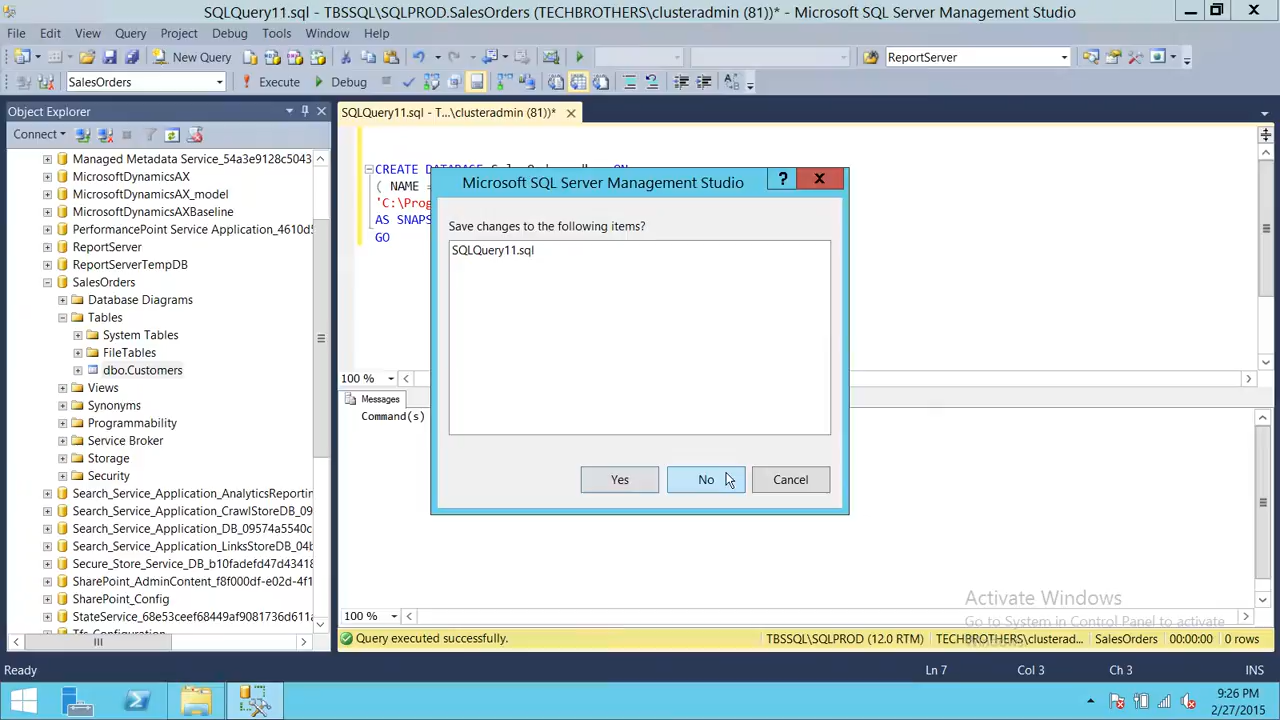 SQLQuery11.sql - TBSSQL\SQLPROD.SalesOrders (TECHBROTHERS\clusteradmin (81))* - Microsoft SQL Server Management Studio
File Edit View Query Project Debug Tools Window Help
New Query ReportServer
SalesOrders Execute Debug
Object Explorer
SQLQuery11.sql - T...\clusteradmin (81))*
Connect
Managed Metadata Service_54a3e9128c5043
MicrosoftDynamicsAX
MicrosoftDynamicsAX_model
MicrosoftDynamicsAXBaseline
PerformancePoint Service Application_4610d5
ReportServer
ReportServerTempDB
SalesOrders
Database Diagrams
Tables
System Tables
FileTables
dbo.Customers
Views
Synonyms
Programmability
Service Broker
Storage
Security
Search_Service_Application_AnalyticsReporting
Search_Service_Application_CrawlStoreDB_09
Search_Service_Application_DB_09574a5540c
Search_Service_Application_LinksStoreDB_04b
Secure_Store_Service_DB_b10fadefd47d43418
SharePoint_AdminContent_f8f000df-e02d-4f1
SharePoint_Config
StateService_68e53ceef68449af9081736d611a
Tfs_Configuration
CREATE DATABASE ON
( NAME =
'C:\Prog
AS SNAPS
GO
100 %
Messages
Command(s)
Microsoft SQL Server Management Studio
?
Save changes to the following items?
SQLQuery11.sql
Yes No Cancel
Activate Windows
Go to System in Control Panel to activate
Windows.
100 %
Query executed successfully. TBSSQL\SQLPROD (12.0 RTM) TECHBROTHERS\clusterad... SalesOrders 00:00:00 0 rows
Ready Ln 7 Col 3 Ch 3 INS
9:26 PM
2/27/2015